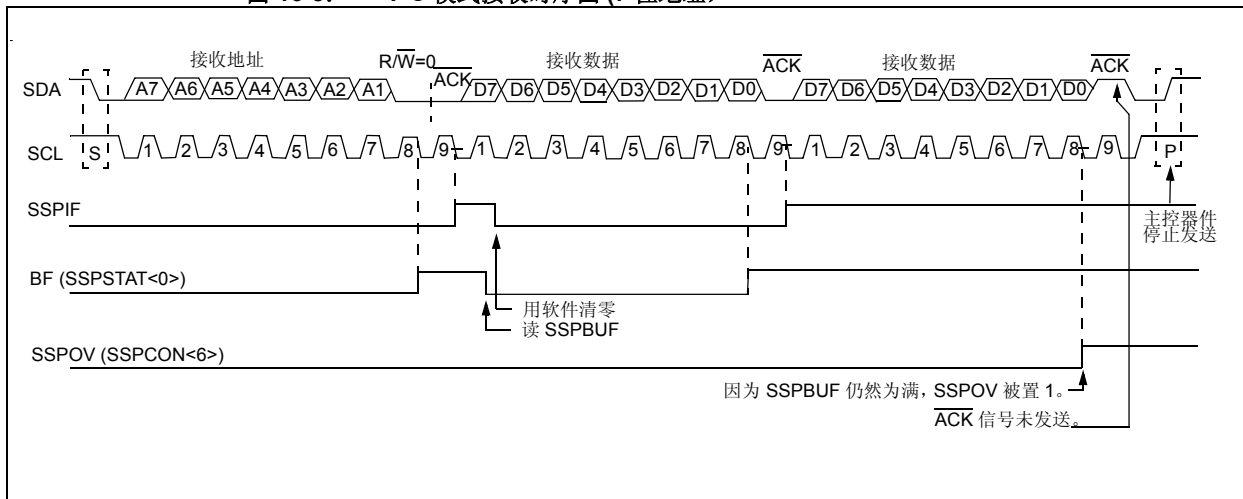 接收地址 R/W=0 接收数据 接收数据
ACK ACK ACK
SDA A7 A6 A5 A4 A3 A2 A1 D7 D6 D5 D4 D3 D2 D1 D0 D7 D6 D5 D4 D3 D2 D1 D0
SCL S 1 2 3 4 5 6 7 8 9 1 2 3 4 5 6 7 8 9 1 2 3 4 5 6 7 8 9 P
SSPIF
主控器件
停止发送
BF (SSPSTAT<0>)
用软件清零
读 SSPBUF
SSPOV (SSPCON<6>)
因为 SSPBUF 仍然为满, SSPOV 被置 1。
ACK 信号未发送。